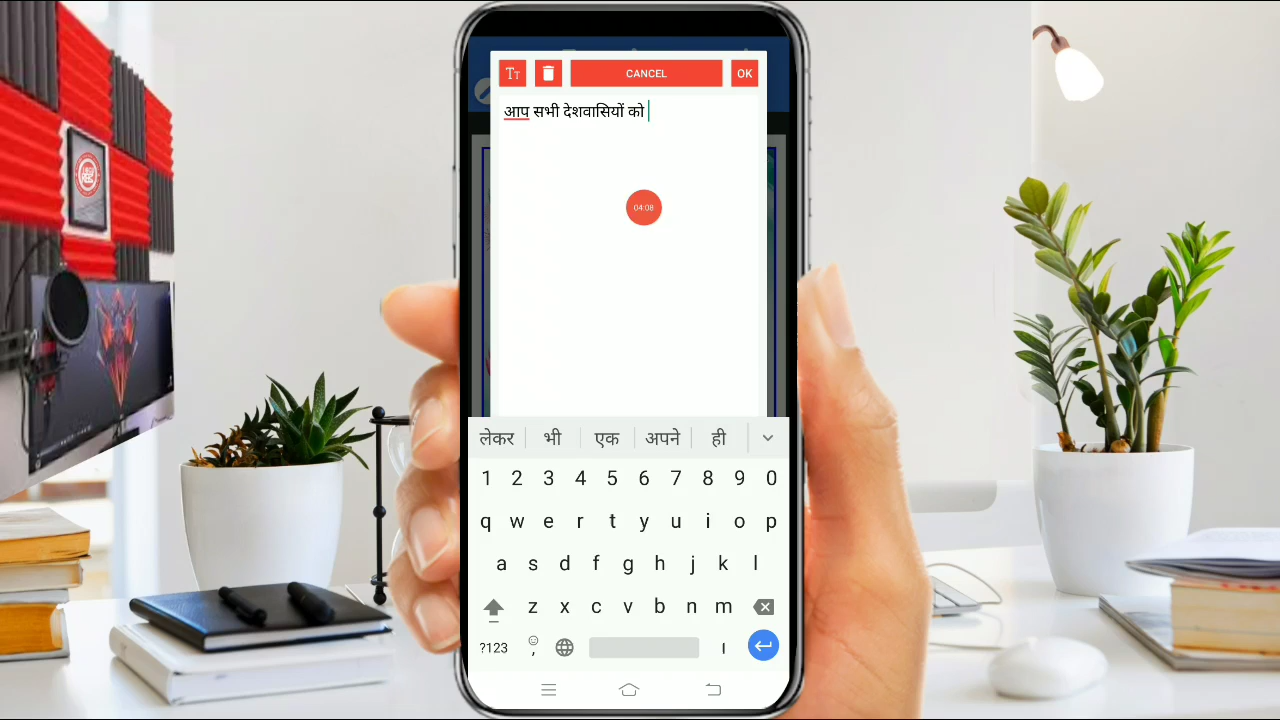 TT
CANCEL
OK
आप सभी देशवासियों को
04:08
लेकर भी एक अपने ही
1 2 3 4 5 6 7 8 9 0
q w e r t y u i o p
a s d f g h j k l
z x c v b n m
?123 , ।